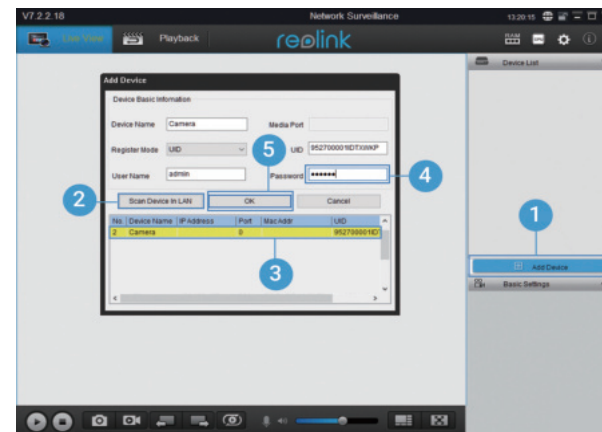 V7.2.2.18 Network Surveillance 13:20:15
Live View Playback reolink
Device List
Add Device
Device Basic Information
Device Name Camera Media Port
Register Mode UID UID
5
User Name admin Password ●●●●●● 4
2 Scan Device In LAN OK Cancel
1
No. Device Name IP Address Port Mac Addr UID
2 Camera 0
3
Add Device
Basic Settings